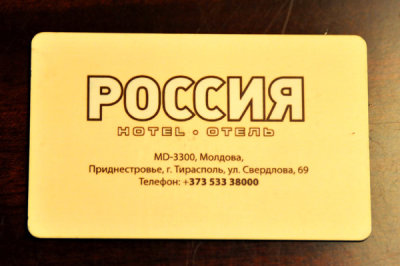 РОССИЯ
HOTEL • ОТЕЛЬ
MD-3300, Молдова,
Приднестровье, г. Тирасполь, ул. Свердлова, 69
Телефон: +373 533 38000